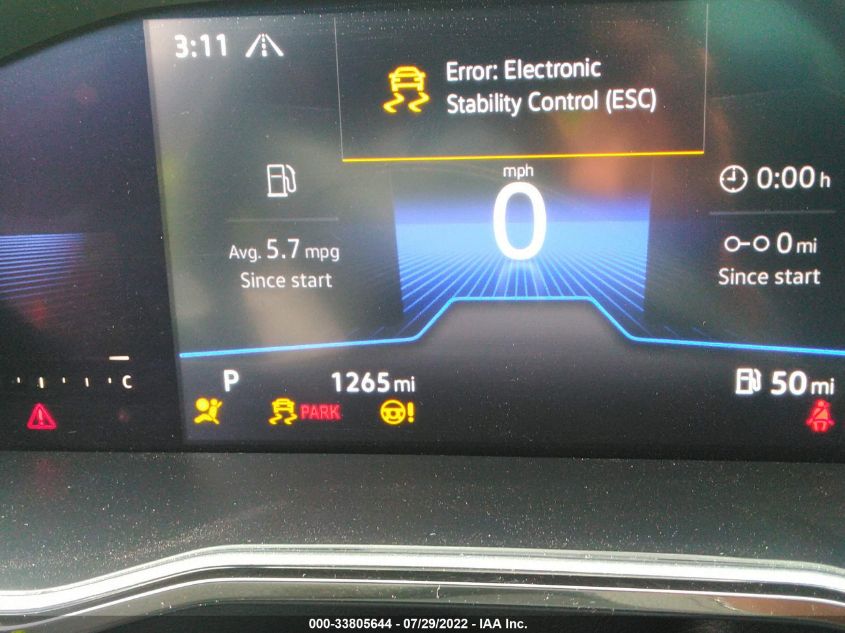 3:11
Error: Electronic
Stability Control (ESC)
mph
0
0:00 h
Avg. 5.7 mpg
Since start
0 mi
Since start
C
P
1265 mi
50 mi
PARK
000-33805644 / 07/29/2022 - IAA Inc.